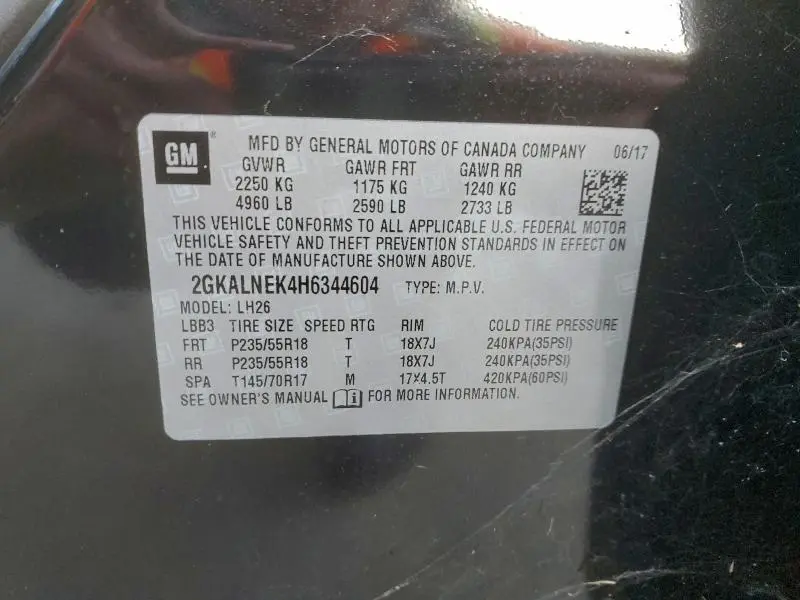 GM ® MFD BY GENERAL MOTORS OF CANADA COMPANY 06/17
GVWR GAWR FRT GAWR RR
2250 KG 1175 KG 1240 KG
4960 LB 2590 LB 2733 LB
THIS VEHICLE CONFORMS TO ALL APPLICABLE U.S. FEDERAL MOTOR
VEHICLE SAFETY AND THEFT PREVENTION STANDARDS IN EFFECT ON
THE DATE OF MANUFACTURE SHOWN ABOVE.
2GKALNEK4H6344604 TYPE: M.P.V.
MODEL: LH26
LBB3 TIRE SIZE SPEED RTG RIM COLD TIRE PRESSURE
FRT P235/55R18 T 18X7J 240KPA(35PSI)
RR P235/55R18 T 18X7J 240KPA(35PSI)
SPA T145/70R17 M 17X4.5T 420KPA(60PSI)
SEE OWNER'S MANUAL i FOR MORE INFORMATION.